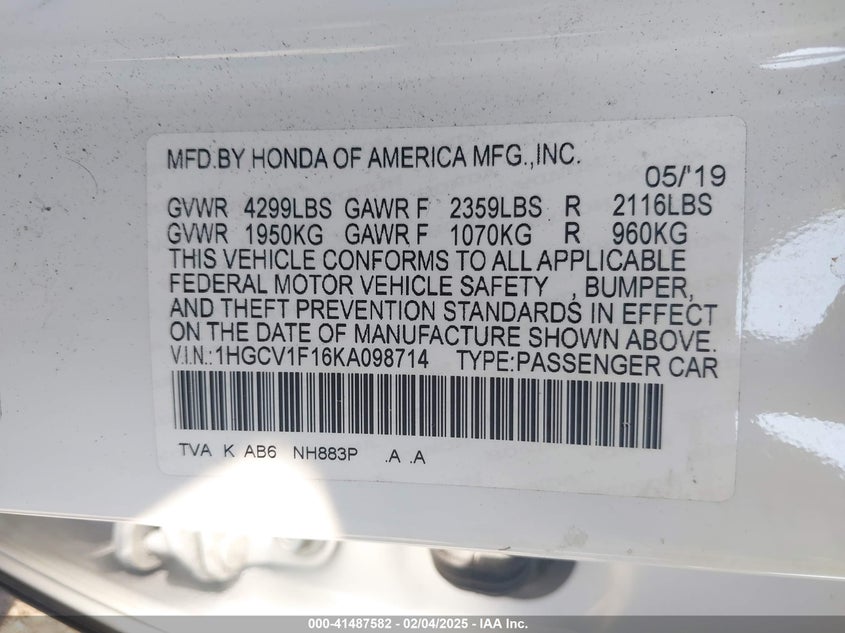 MFD.BY HONDA OF AMERICA MFG.,INC.
05/'19
GVWR 4299LBS GAWR F 2359LBS R 2116LBS
GVWR 1950KG GAWR F 1070KG R 960KG
THIS VEHICLE CONFORMS TO ALL APPLICABLE
FEDERAL MOTOR VEHICLE SAFETY , BUMPER,
AND THEFT PREVENTION STANDARDS IN EFFECT
ON THE DATE OF MANUFACTURE SHOWN ABOVE.
V.I.N.:1HGCV1F16KA098714 TYPE:PASSENGER CAR
TVA K AB6 NH883P .A .A
000-41487582 - 02/04/2025 - IAA Inc.